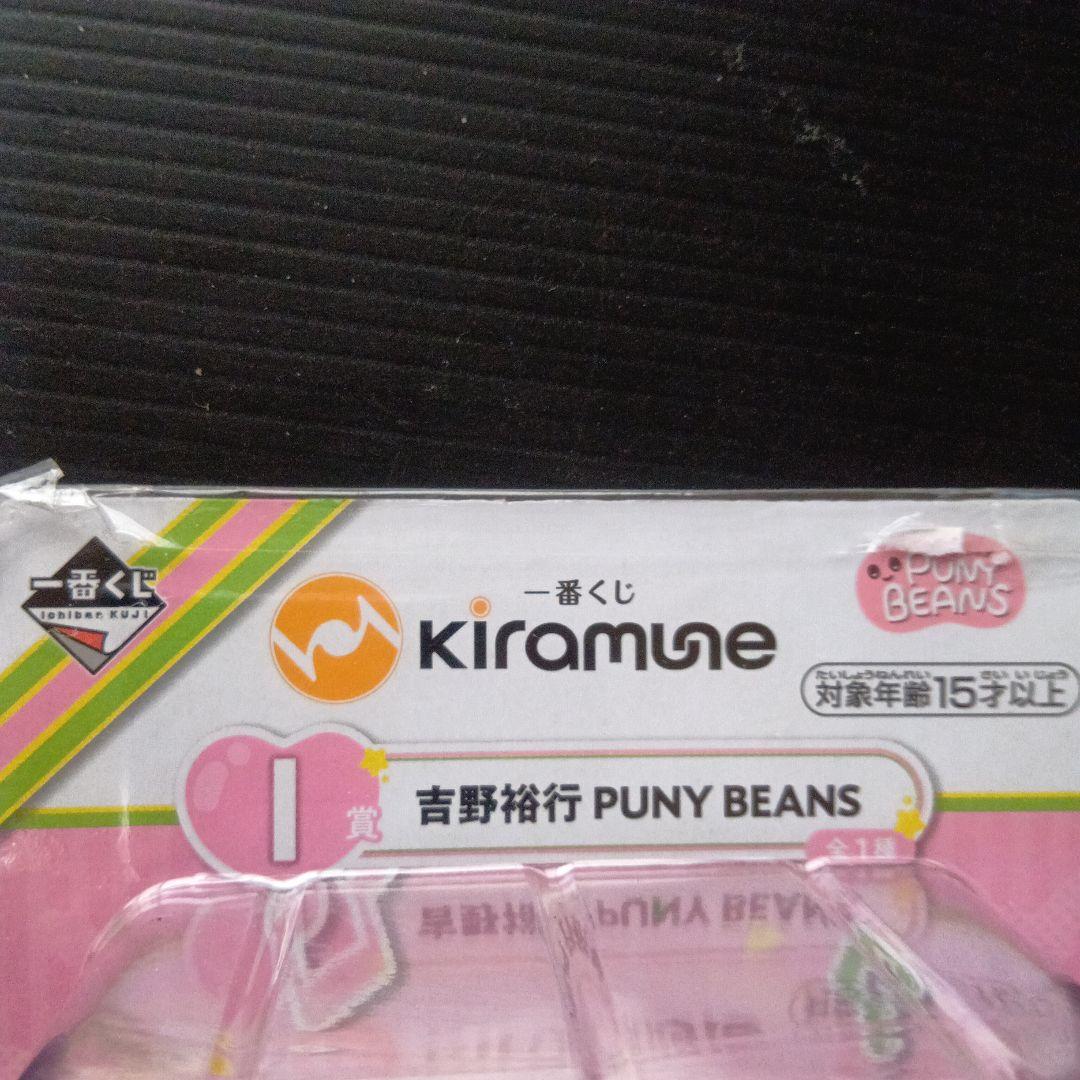 一番くじ
Ichiban KUJI
一番くじ
Kiramune
PUNY
BEANS
たいしょうねんれい さい いじょう
対象年齢15才以上
I賞
吉野裕行 PUNY BEANS
全1種